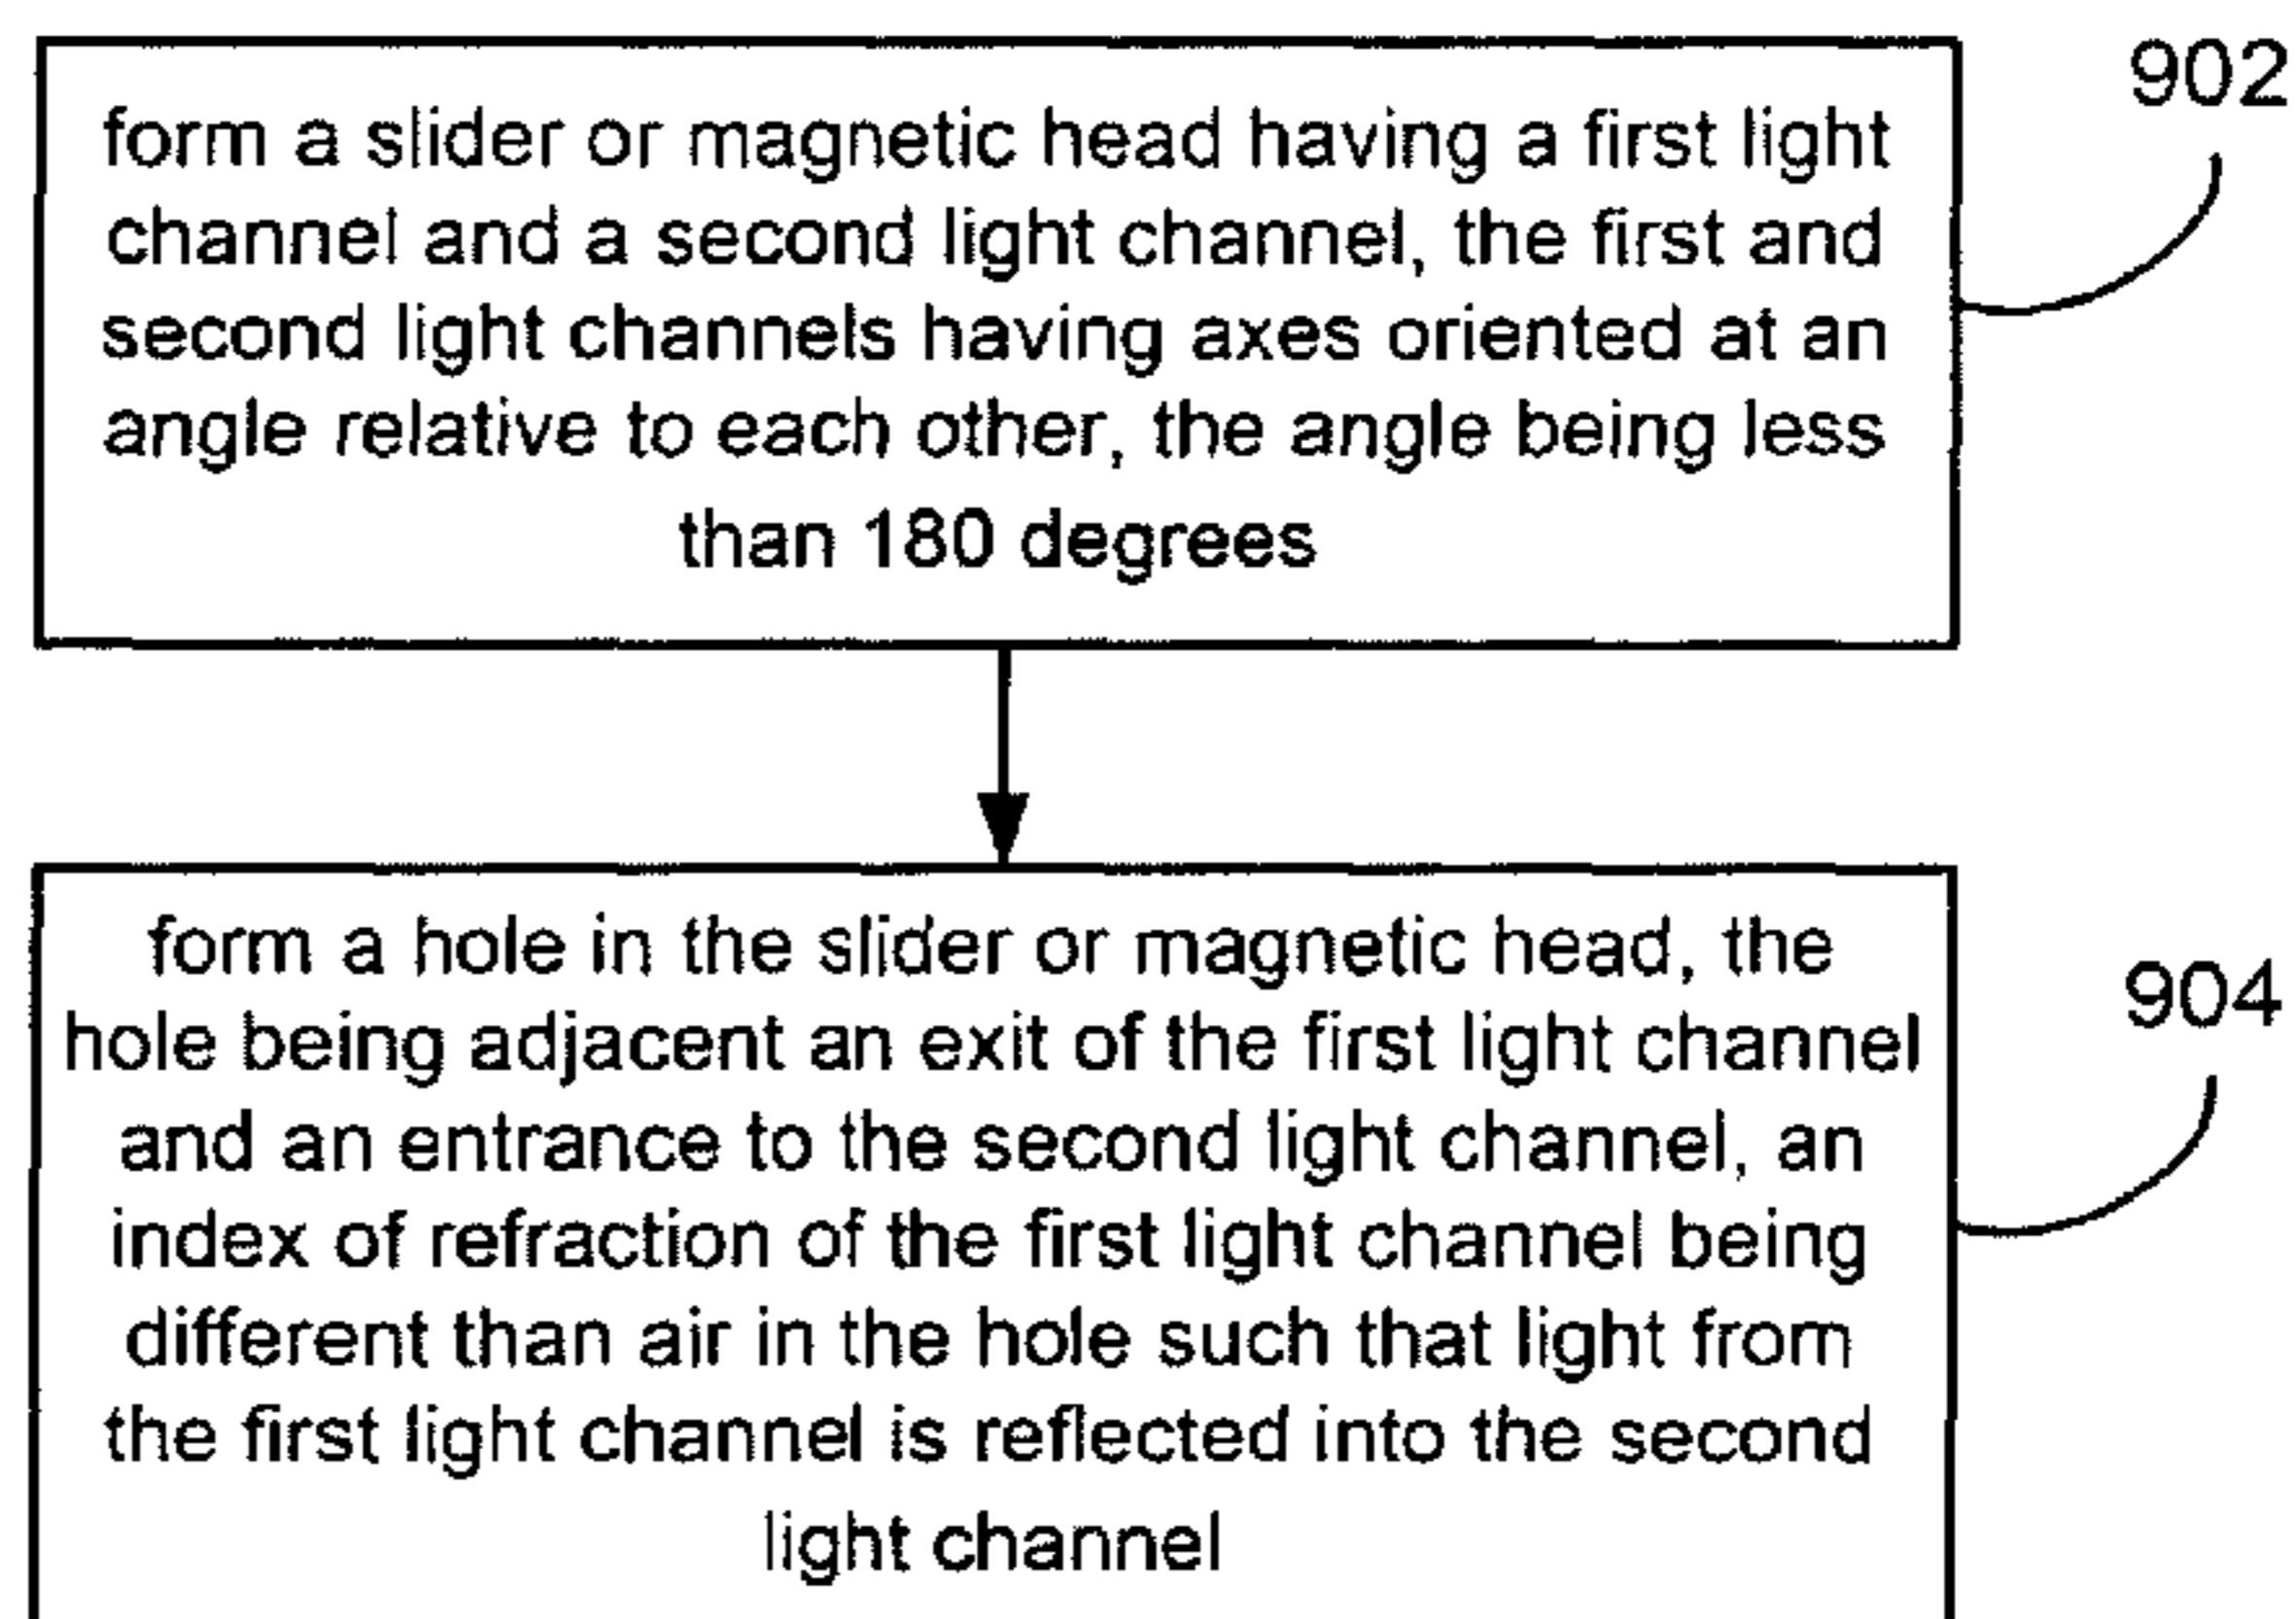 form a slider or magnetic head having a first light
channel and a second light channel, the first and
second light channels having axes oriented at an
angle relative to each other, the angle being less
than 180 degrees
902
form a hole in the slider or magnetic head, the
hole being adjacent an exit of the first light channel
and an entrance to the second light channel, an
index of refraction of the first light channel being
different than air in the hole such that light from
the first light channel is reflected into the second
light channel
904